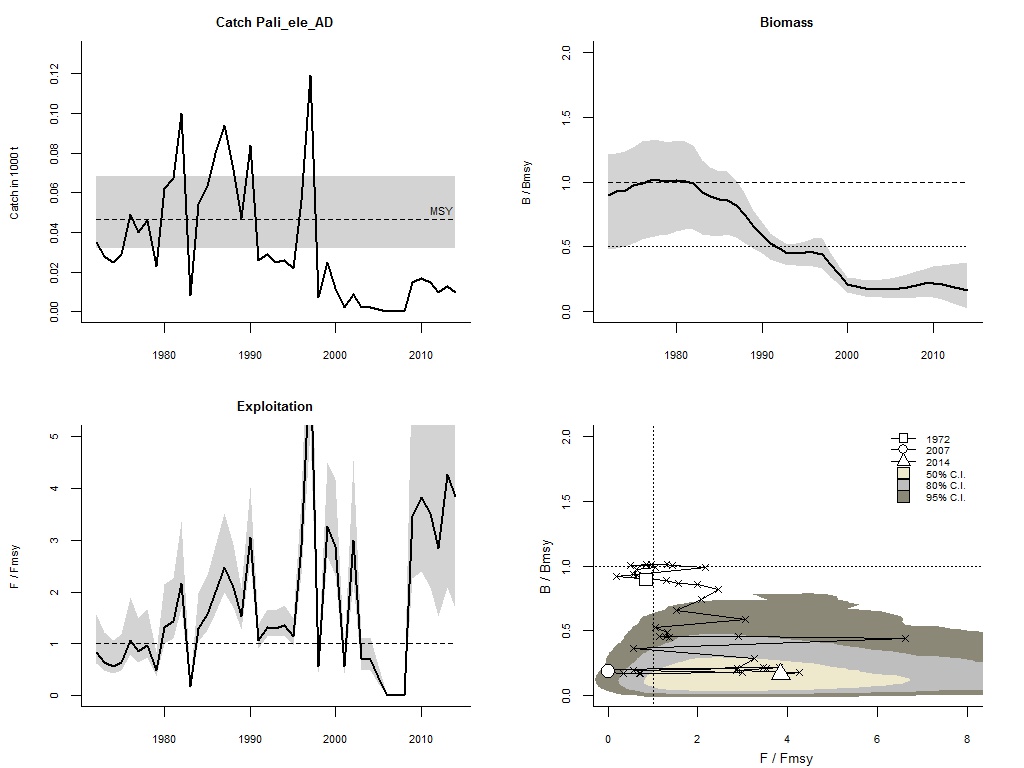 Catch Pali_ele_AD
Catch in 1000 t
0.12
0.10
0.08
0.06
0.04
0.02
0.00
MSY
1980 1990 2000 2010
Biomass
B / Bmsy
2.0
1.5
1.0
0.5
0.0
1980 1990 2000 2010
Exploitation
F / Fmsy
5
4
3
2
1
0
1980 1990 2000 2010
B / Bmsy
2.0
1.5
1.0
0.5
0.0
1972
2007
2014
50% C.I.
80% C.I.
95% C.I.
0 2 4 6 8
F / Fmsy